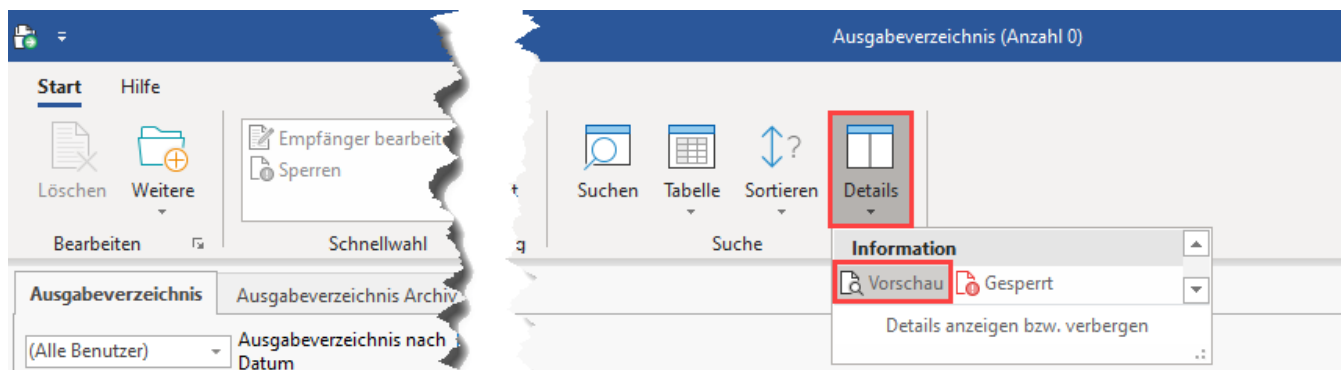 Ausgabeverzeichnis (Anzahl 0)
Start Hilfe
Empfänger bearbeit
Sperren
Löschen Weitere
Suchen Tabelle Sortieren Details
Bearbeiten Schnellwahl Suche
Information
Vorschau Gesperrt
Details anzeigen bzw. verbergen
Ausgabeverzeichnis Ausgabeverzeichnis Archiv
(Alle Benutzer) Ausgabeverzeichnis nach
Datum